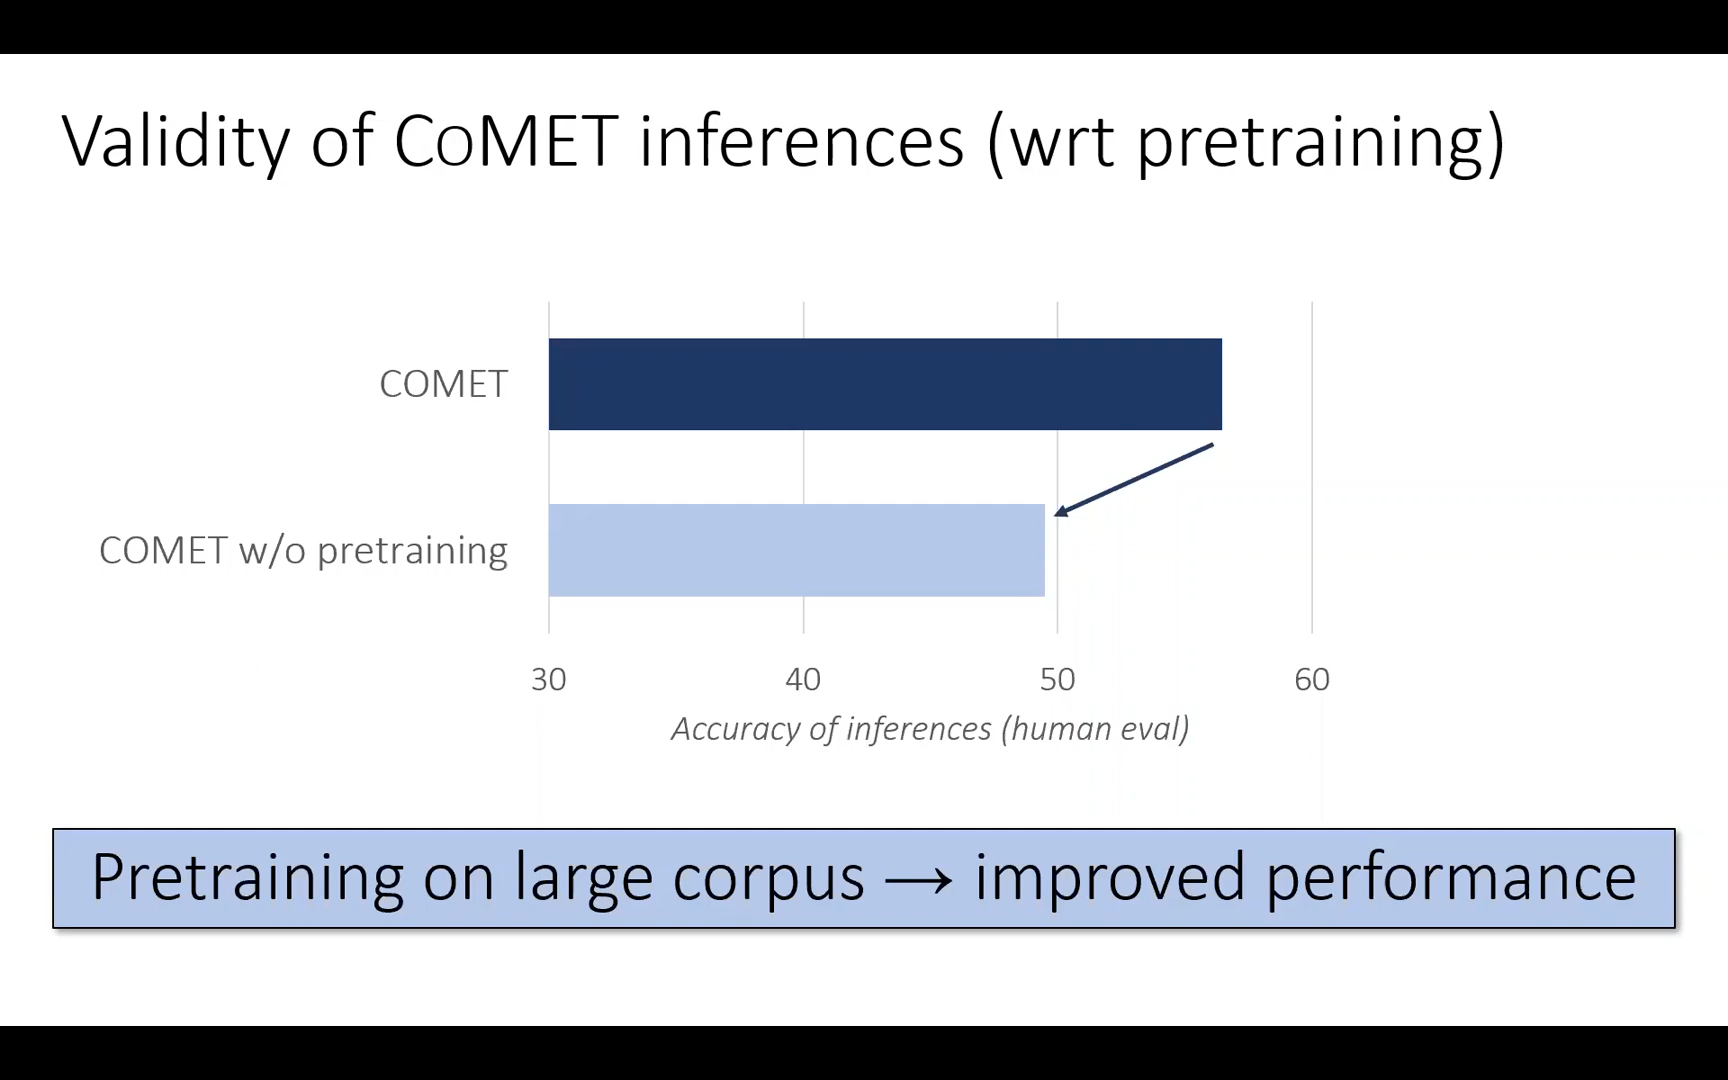 Validity of COMET inferences (wrt pretraining)
COMET
COMET w/o pretraining
30 40 50 60
Accuracy of inferences (human eval)
Pretraining on large corpus → improved performance